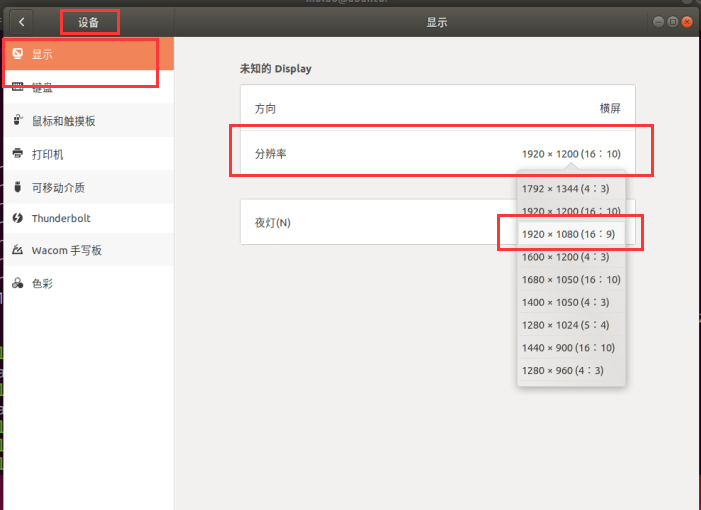 设备
显示
显示
键盘
鼠标和触摸板
打印机
可移动介质
Thunderbolt
Wacom 手写板
色彩
未知的 Display
方向
横屏
分辨率
1920 × 1200 (16：10)
1792 × 1344 (4：3)
1920 × 1200 (16：10)
1920 × 1080 (16：9)
1600 × 1200 (4：3)
1680 × 1050 (16：10)
1400 × 1050 (4：3)
1280 × 1024 (5：4)
1440 × 900 (16：10)
1280 × 960 (4：3)
夜灯(N)